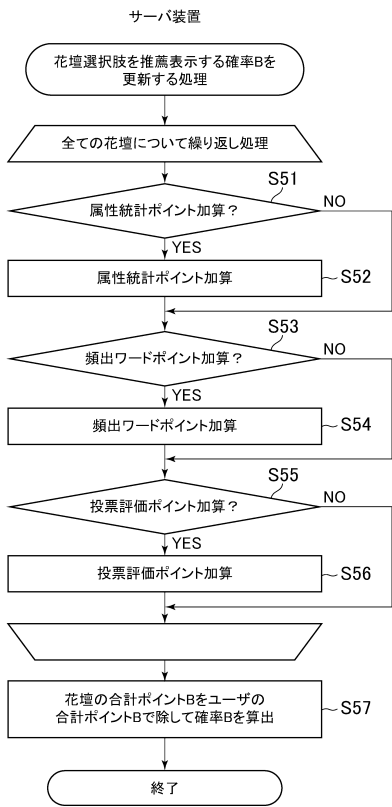 サーバ装置
花壇選択肢を推薦表示する確率Bを
更新する処理
全ての花壇について繰り返し処理
S51
属性統計ポイント加算？
NO
YES
属性統計ポイント加算
S52
S53
頻出ワードポイント加算？
NO
YES
頻出ワードポイント加算
S54
S55
投票評価ポイント加算？
NO
YES
投票評価ポイント加算
S56
花壇の合計ポイントBをユーザの
合計ポイントBで除して確率Bを算出
S57
終了